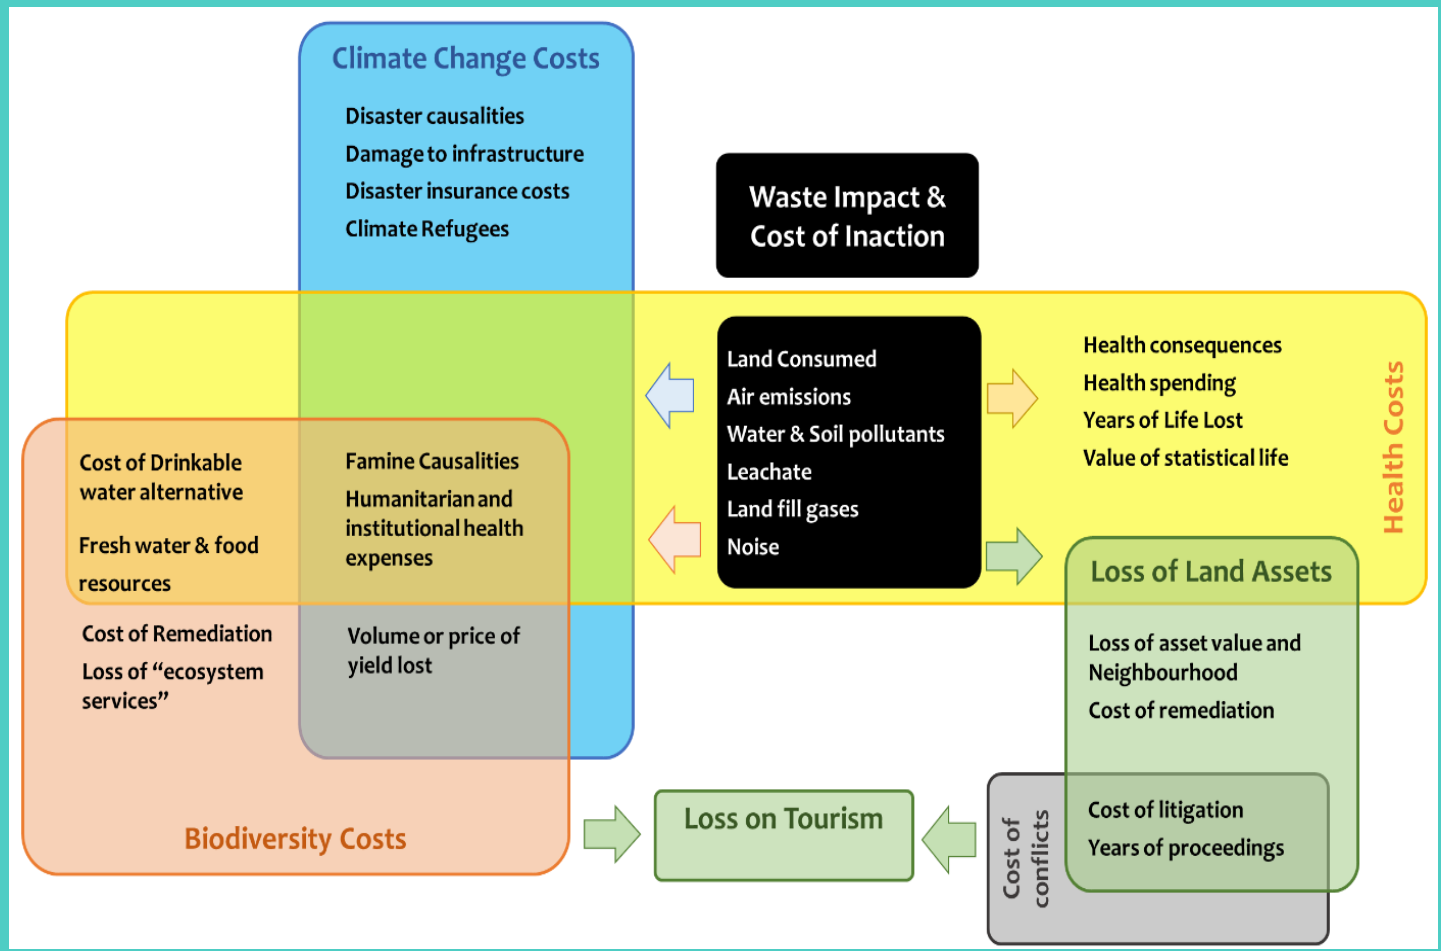 Climate Change Costs
Disaster causalities
Damage to infrastructure
Disaster insurance costs
Climate Refugees
Waste Impact &
Cost of Inaction
Land Consumed
Air emissions
Water & Soil pollutants
Leachate
Land fill gases
Noise
Health consequences
Health spending
Years of Life Lost
Value of statistical life
Health Costs
Cost of Drinkable
water alternative
Fresh water & food
resources
Famine Causalities
Humanitarian and
institutional health
expenses
Cost of Remediation
Loss of “ecosystem
services”
Volume or price of
yield lost
Biodiversity Costs
Loss of Land Assets
Loss of asset value and
Neighbourhood
Cost of remediation
Loss on Tourism
Cost of
conflicts
Cost of litigation
Years of proceedings